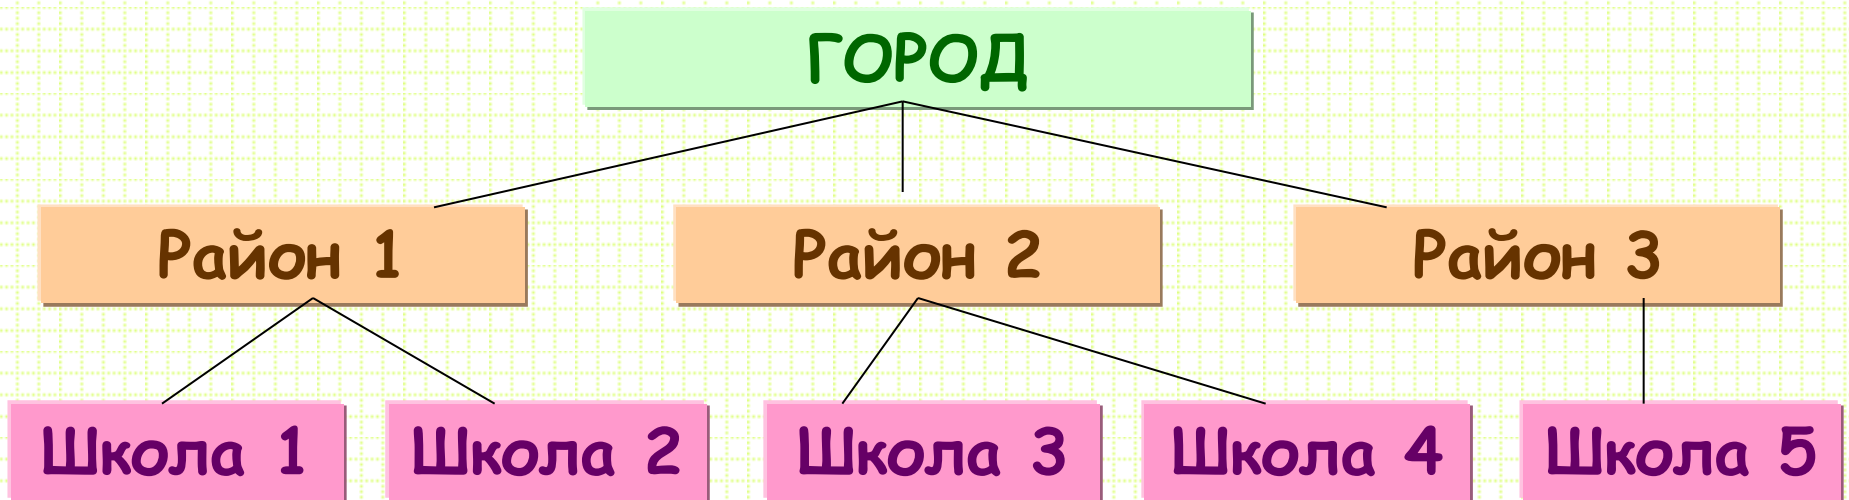 ГОРОД
Район 1 Район 2 Район 3
Школа 1 Школа 2 Школа 3 Школа 4 Школа 5